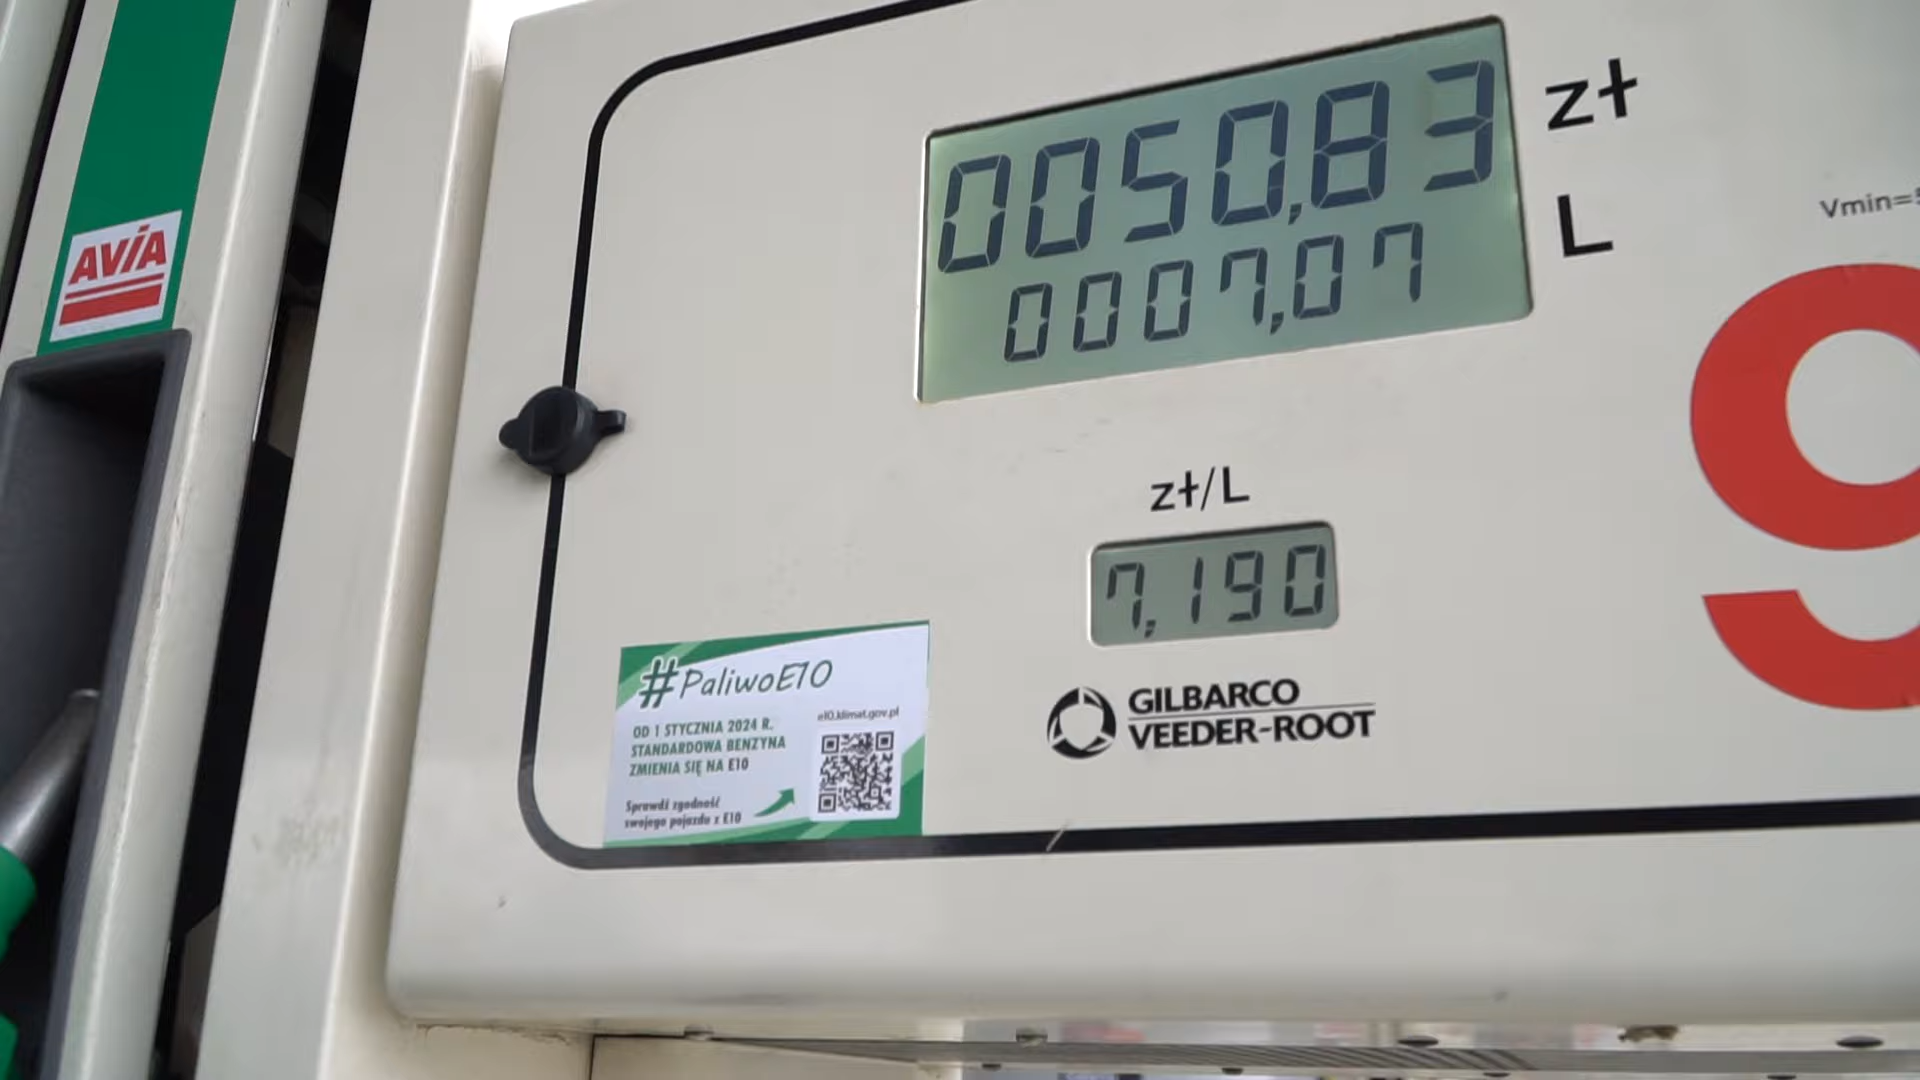 AVIA
0050,83 zł
0007,07 L
Vmin=5
9
zł/L
7,190
GILBARCO
VEEDER-ROOT
#PaliwoE10
e10.klimat.gov.pl
OD 1 STYCZNIA 2024 R.
STANDARDOWA BENZYNA
ZMIENIA SIĘ NA E10
Sprawdź zgodność
swojego pojazdu z E10